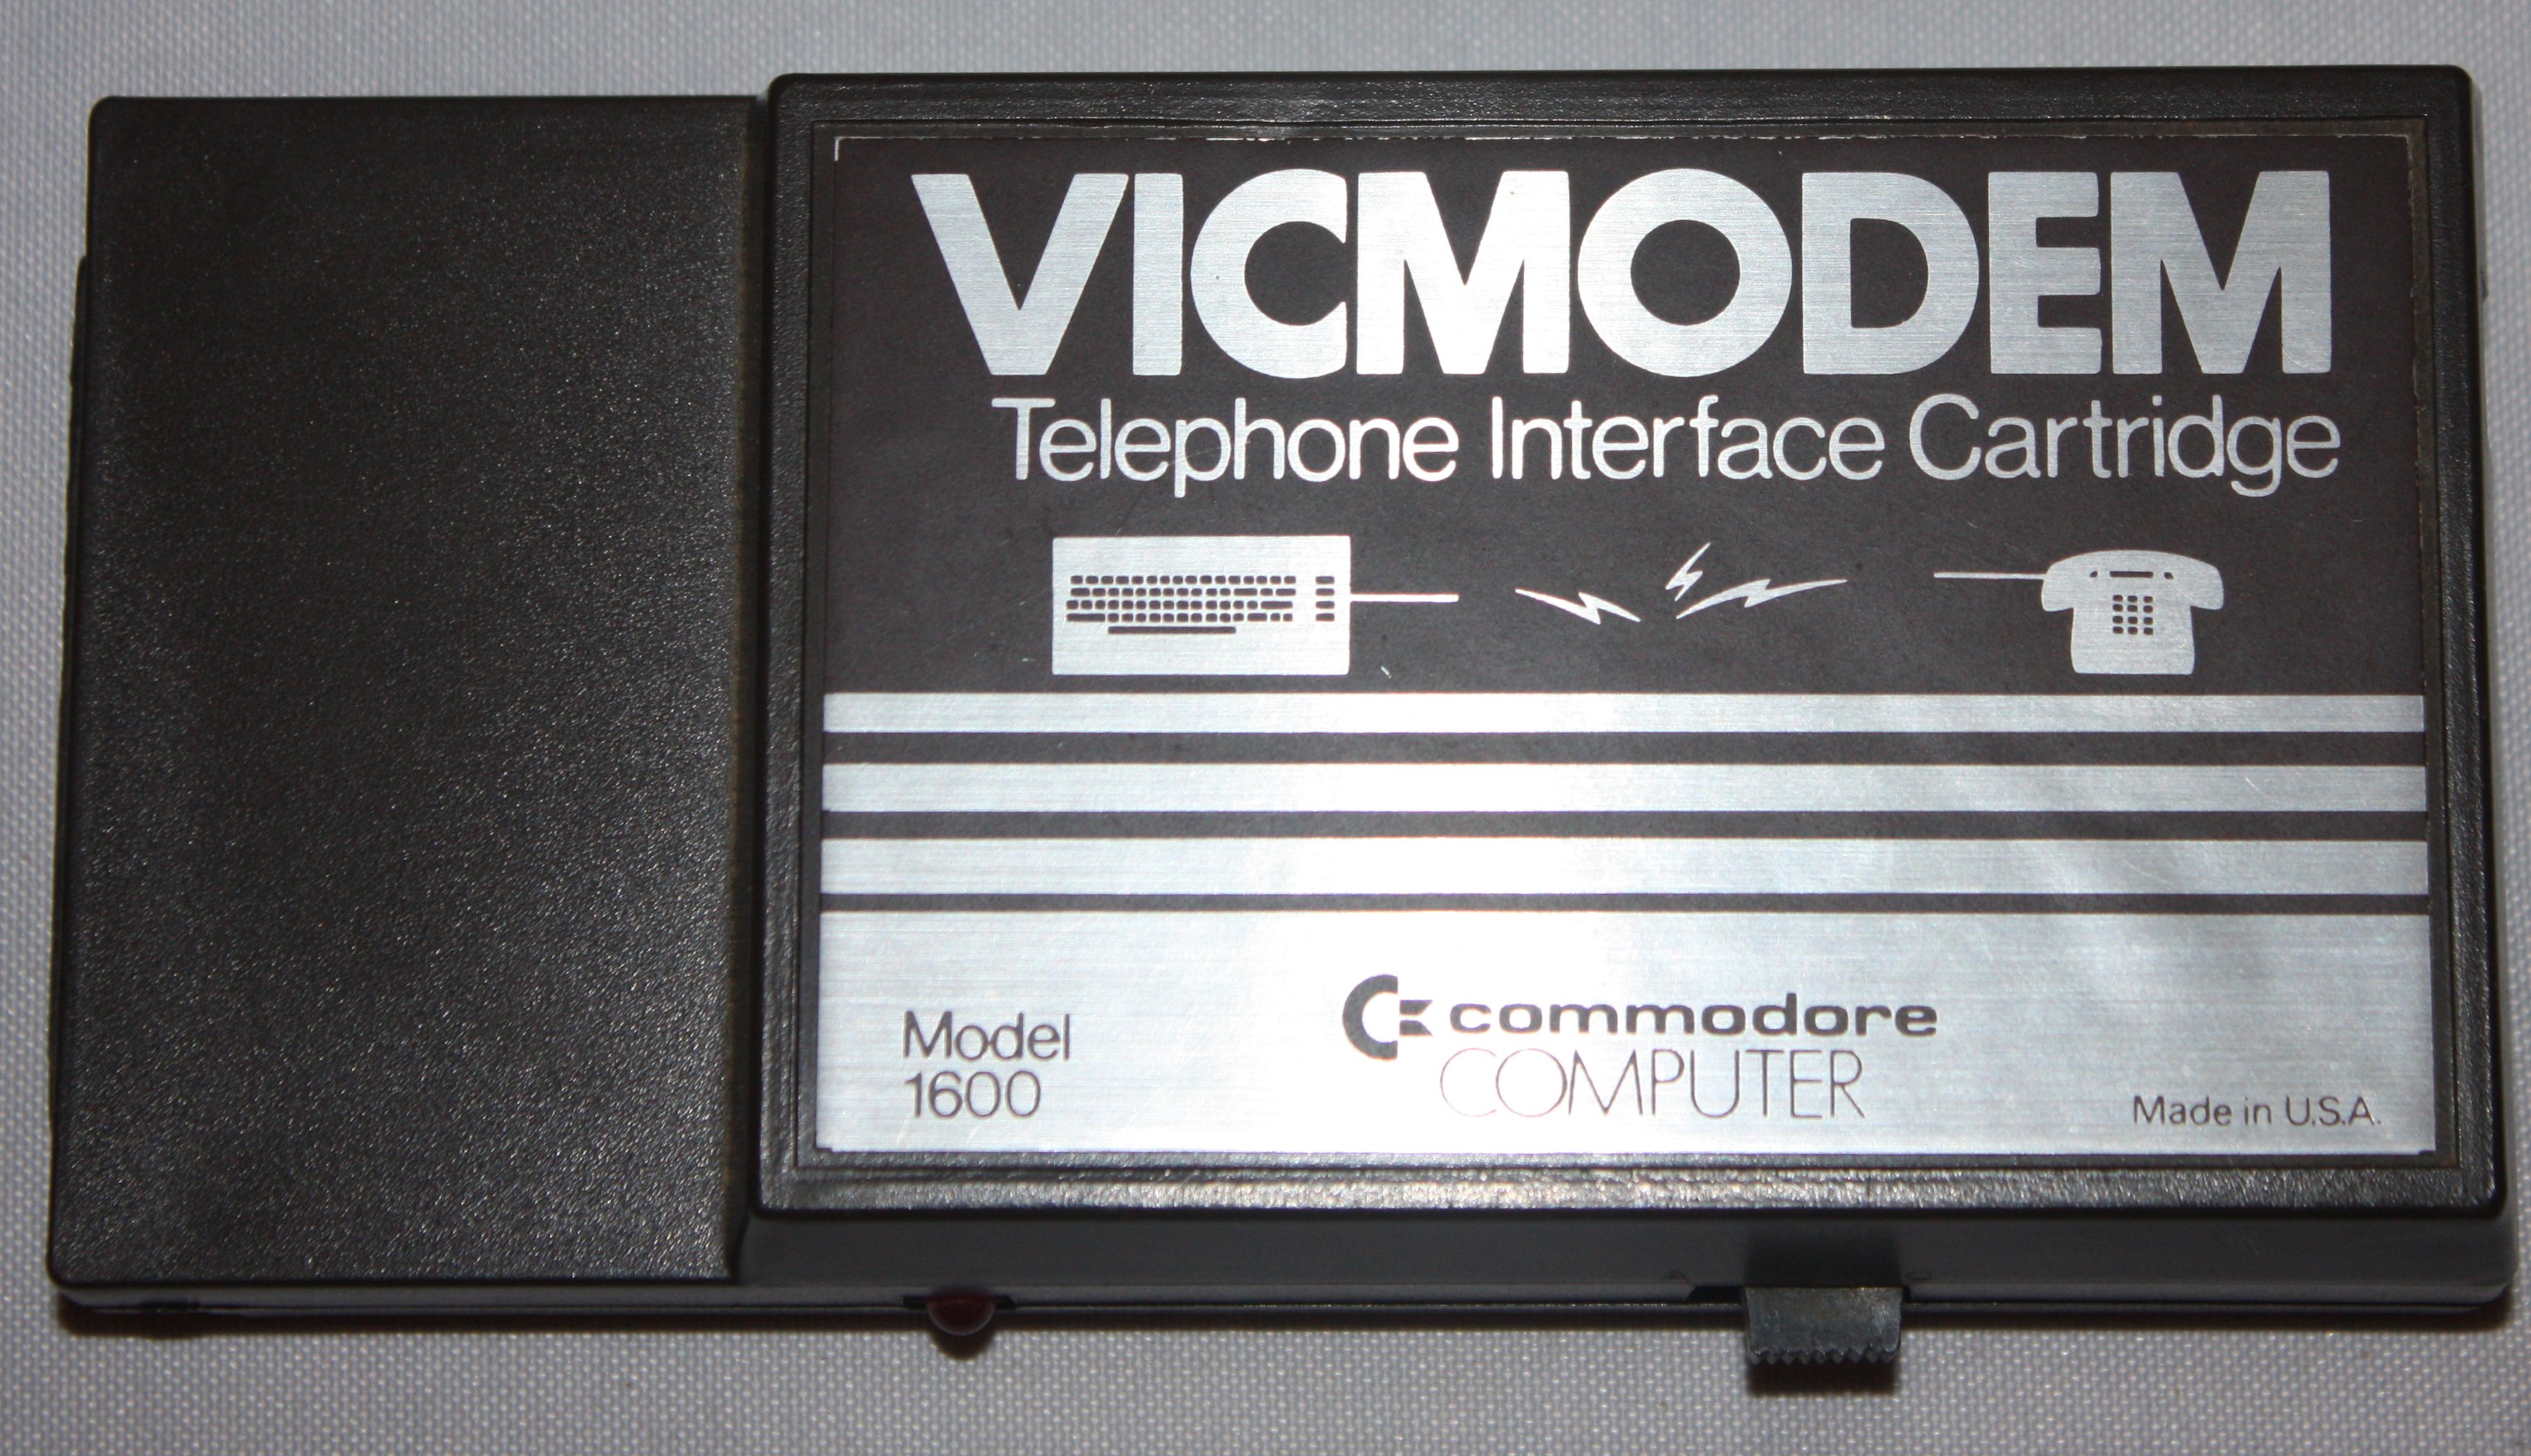 VICMODEM
Telephone Interface Cartridge
Model
1600
commodore
COMPUTER
Made in U.S.A.